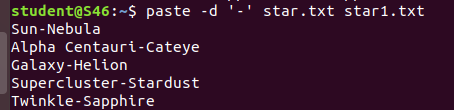 student@S46:~$ paste -d '-' star.txt star1.txt
Sun-Nebula
Alpha Centauri-Cateye
Galaxy-Helion
Supercluster-Stardust
Twinkle-Sapphire